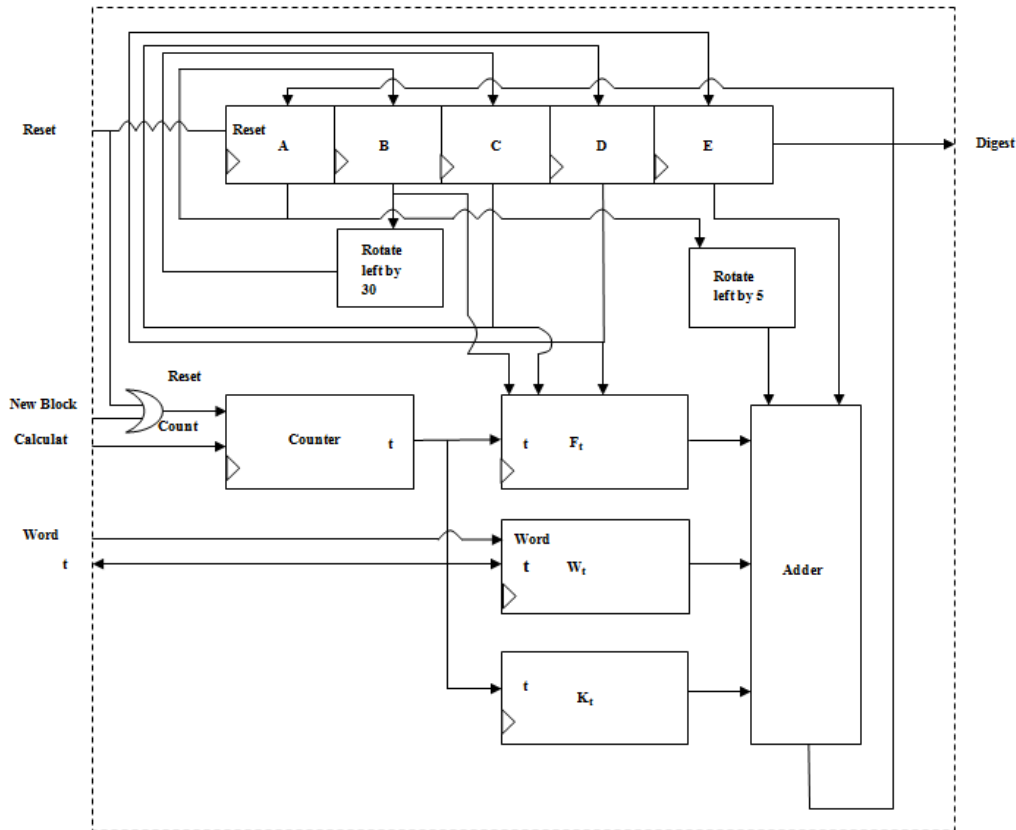 Reset
Reset
A
B
C
D
E
Digest
Rotate
left by
30
Rotate
left by 5
Reset
New Block
Count
Calculat
Counter
t
t
Fₜ
Word
Word
t
t
Wₜ
Adder
t
Kₜ